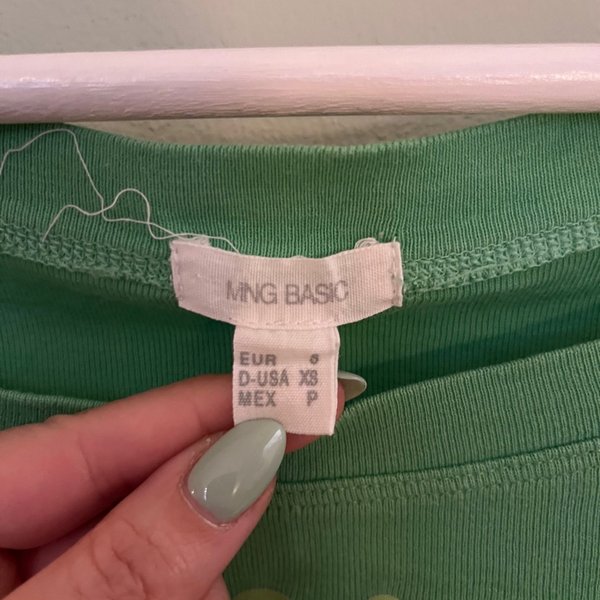 MNG BASIC
EUR
D-USA XS
MEX P